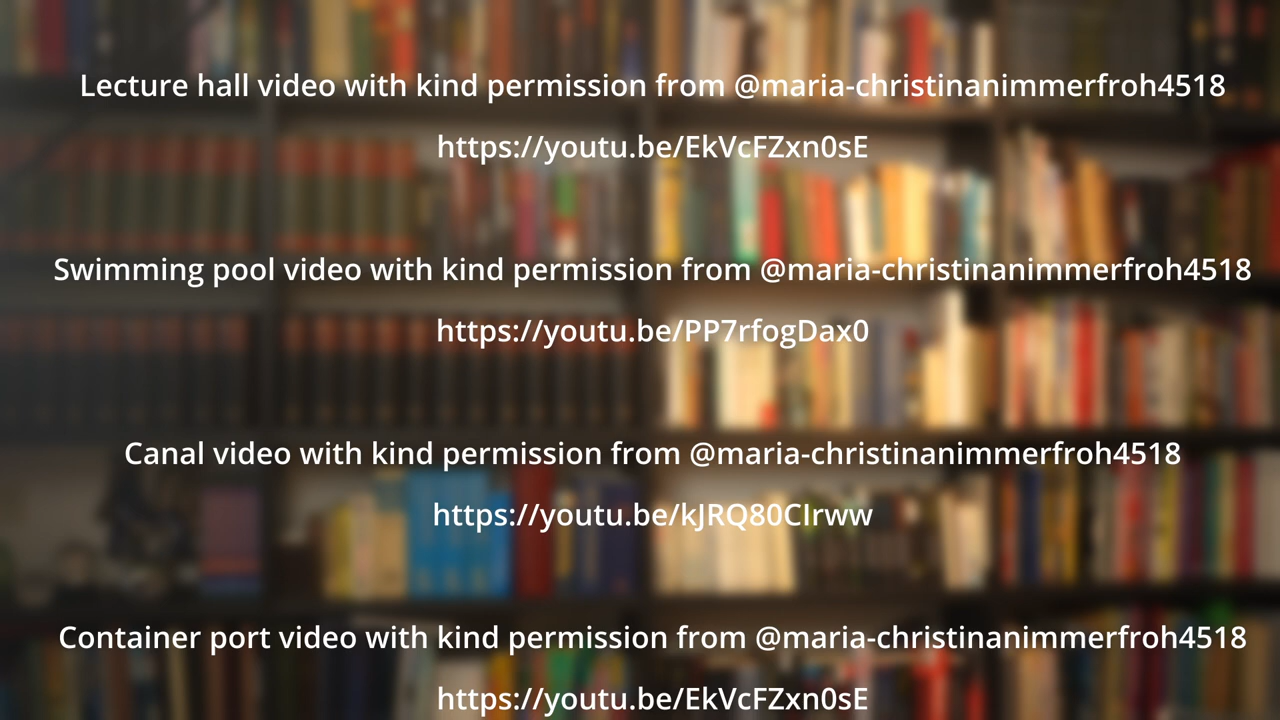 Lecture hall video with kind permission from @maria-christinanimmerfroh4518
https://youtu.be/EkVcFZxn0sE
Swimming pool video with kind permission from @maria-christinanimmerfroh4518
https://youtu.be/PP7rfogDax0
Canal video with kind permission from @maria-christinanimmerfroh4518
https://youtu.be/kJRQ80CIrww
Container port video with kind permission from @maria-christinanimmerfroh4518
https://youtu.be/EkVcFZxn0sE